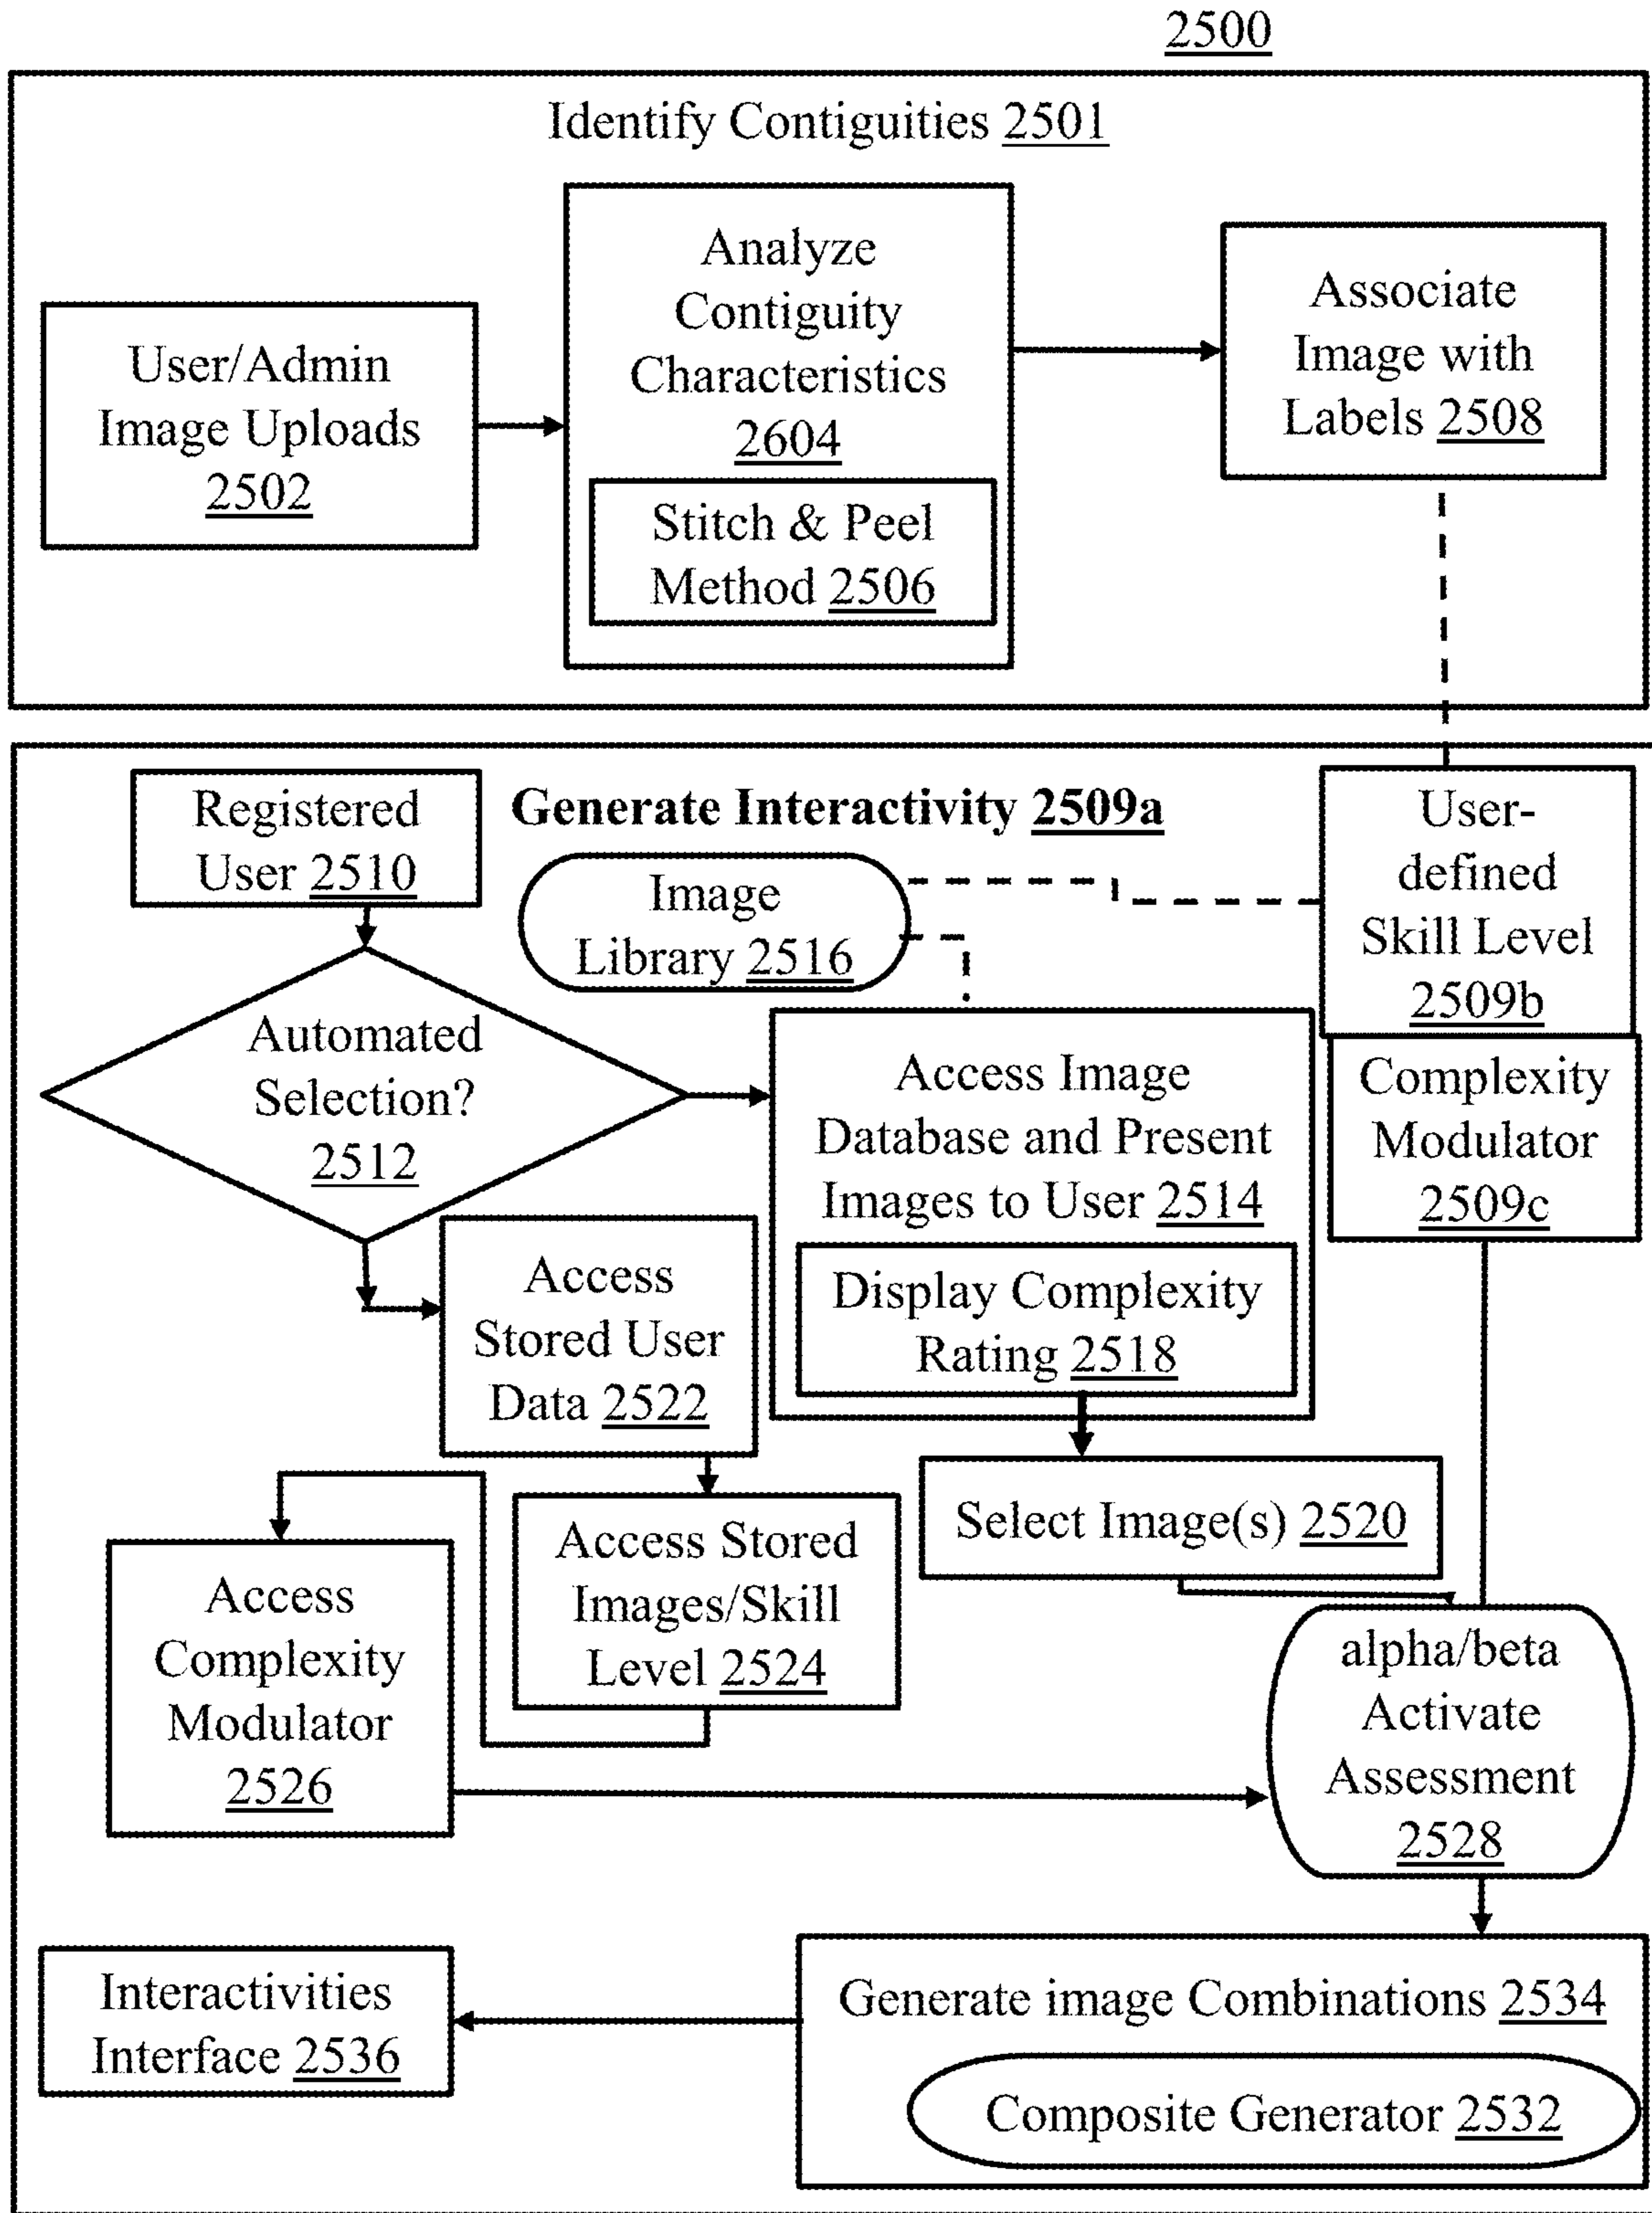 2500
Identify Contiguities 2501
User/Admin
Image Uploads
2502
Analyze
Contiguity
Characteristics
2604
Stitch & Peel
Method 2506
Associate
Image with
Labels 2508
Registered
User 2510
Generate Interactivity 2509a
Image
Library 2516
User-
defined
Skill Level
2509b
Complexity
Modulator
2509c
Automated
Selection?
2512
Access Image
Database and Present
Images to User 2514
Display Complexity
Rating 2518
Access
Stored User
Data 2522
Select Image(s) 2520
Access Stored
Images/Skill
Level 2524
Access
Complexity
Modulator
2526
alpha/beta
Activate
Assessment
2528
Generate image Combinations 2534
Composite Generator 2532
Interactivities
Interface 2536